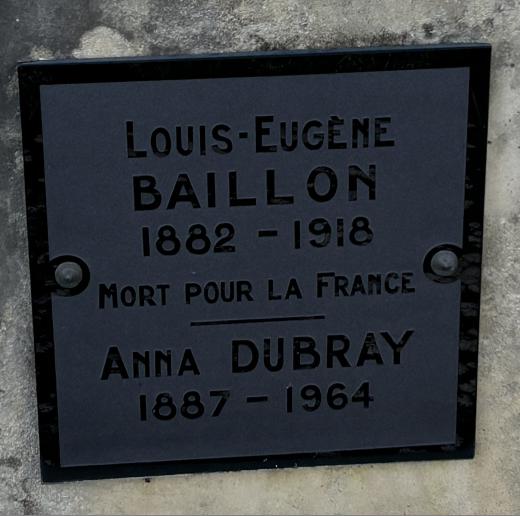 Louis-Eugène
BAILLON
1882 - 1918
Mort pour la France
Anna DUBRAY
1887 - 1964